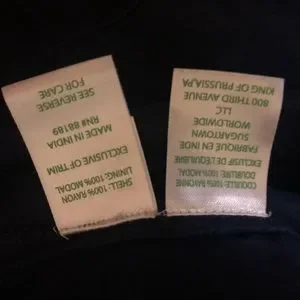 SHELL: 100% RAYON
LINING: 100% MODAL
EXCLUSIVE OF TRIM
MADE IN INDIA
RN# 88189
SEE REVERSE
FOR CARE
COQUILLE: 100% RAYONNE
DOUBLURE: 100% MODAL
EXCLUSIF DE L'EQUILIBRE
FABRIQUE EN INDE
SUGARTOWN
WORLDWIDE
LLC
800 THIRD AVENUE
KING OF PRUSSIA,PA